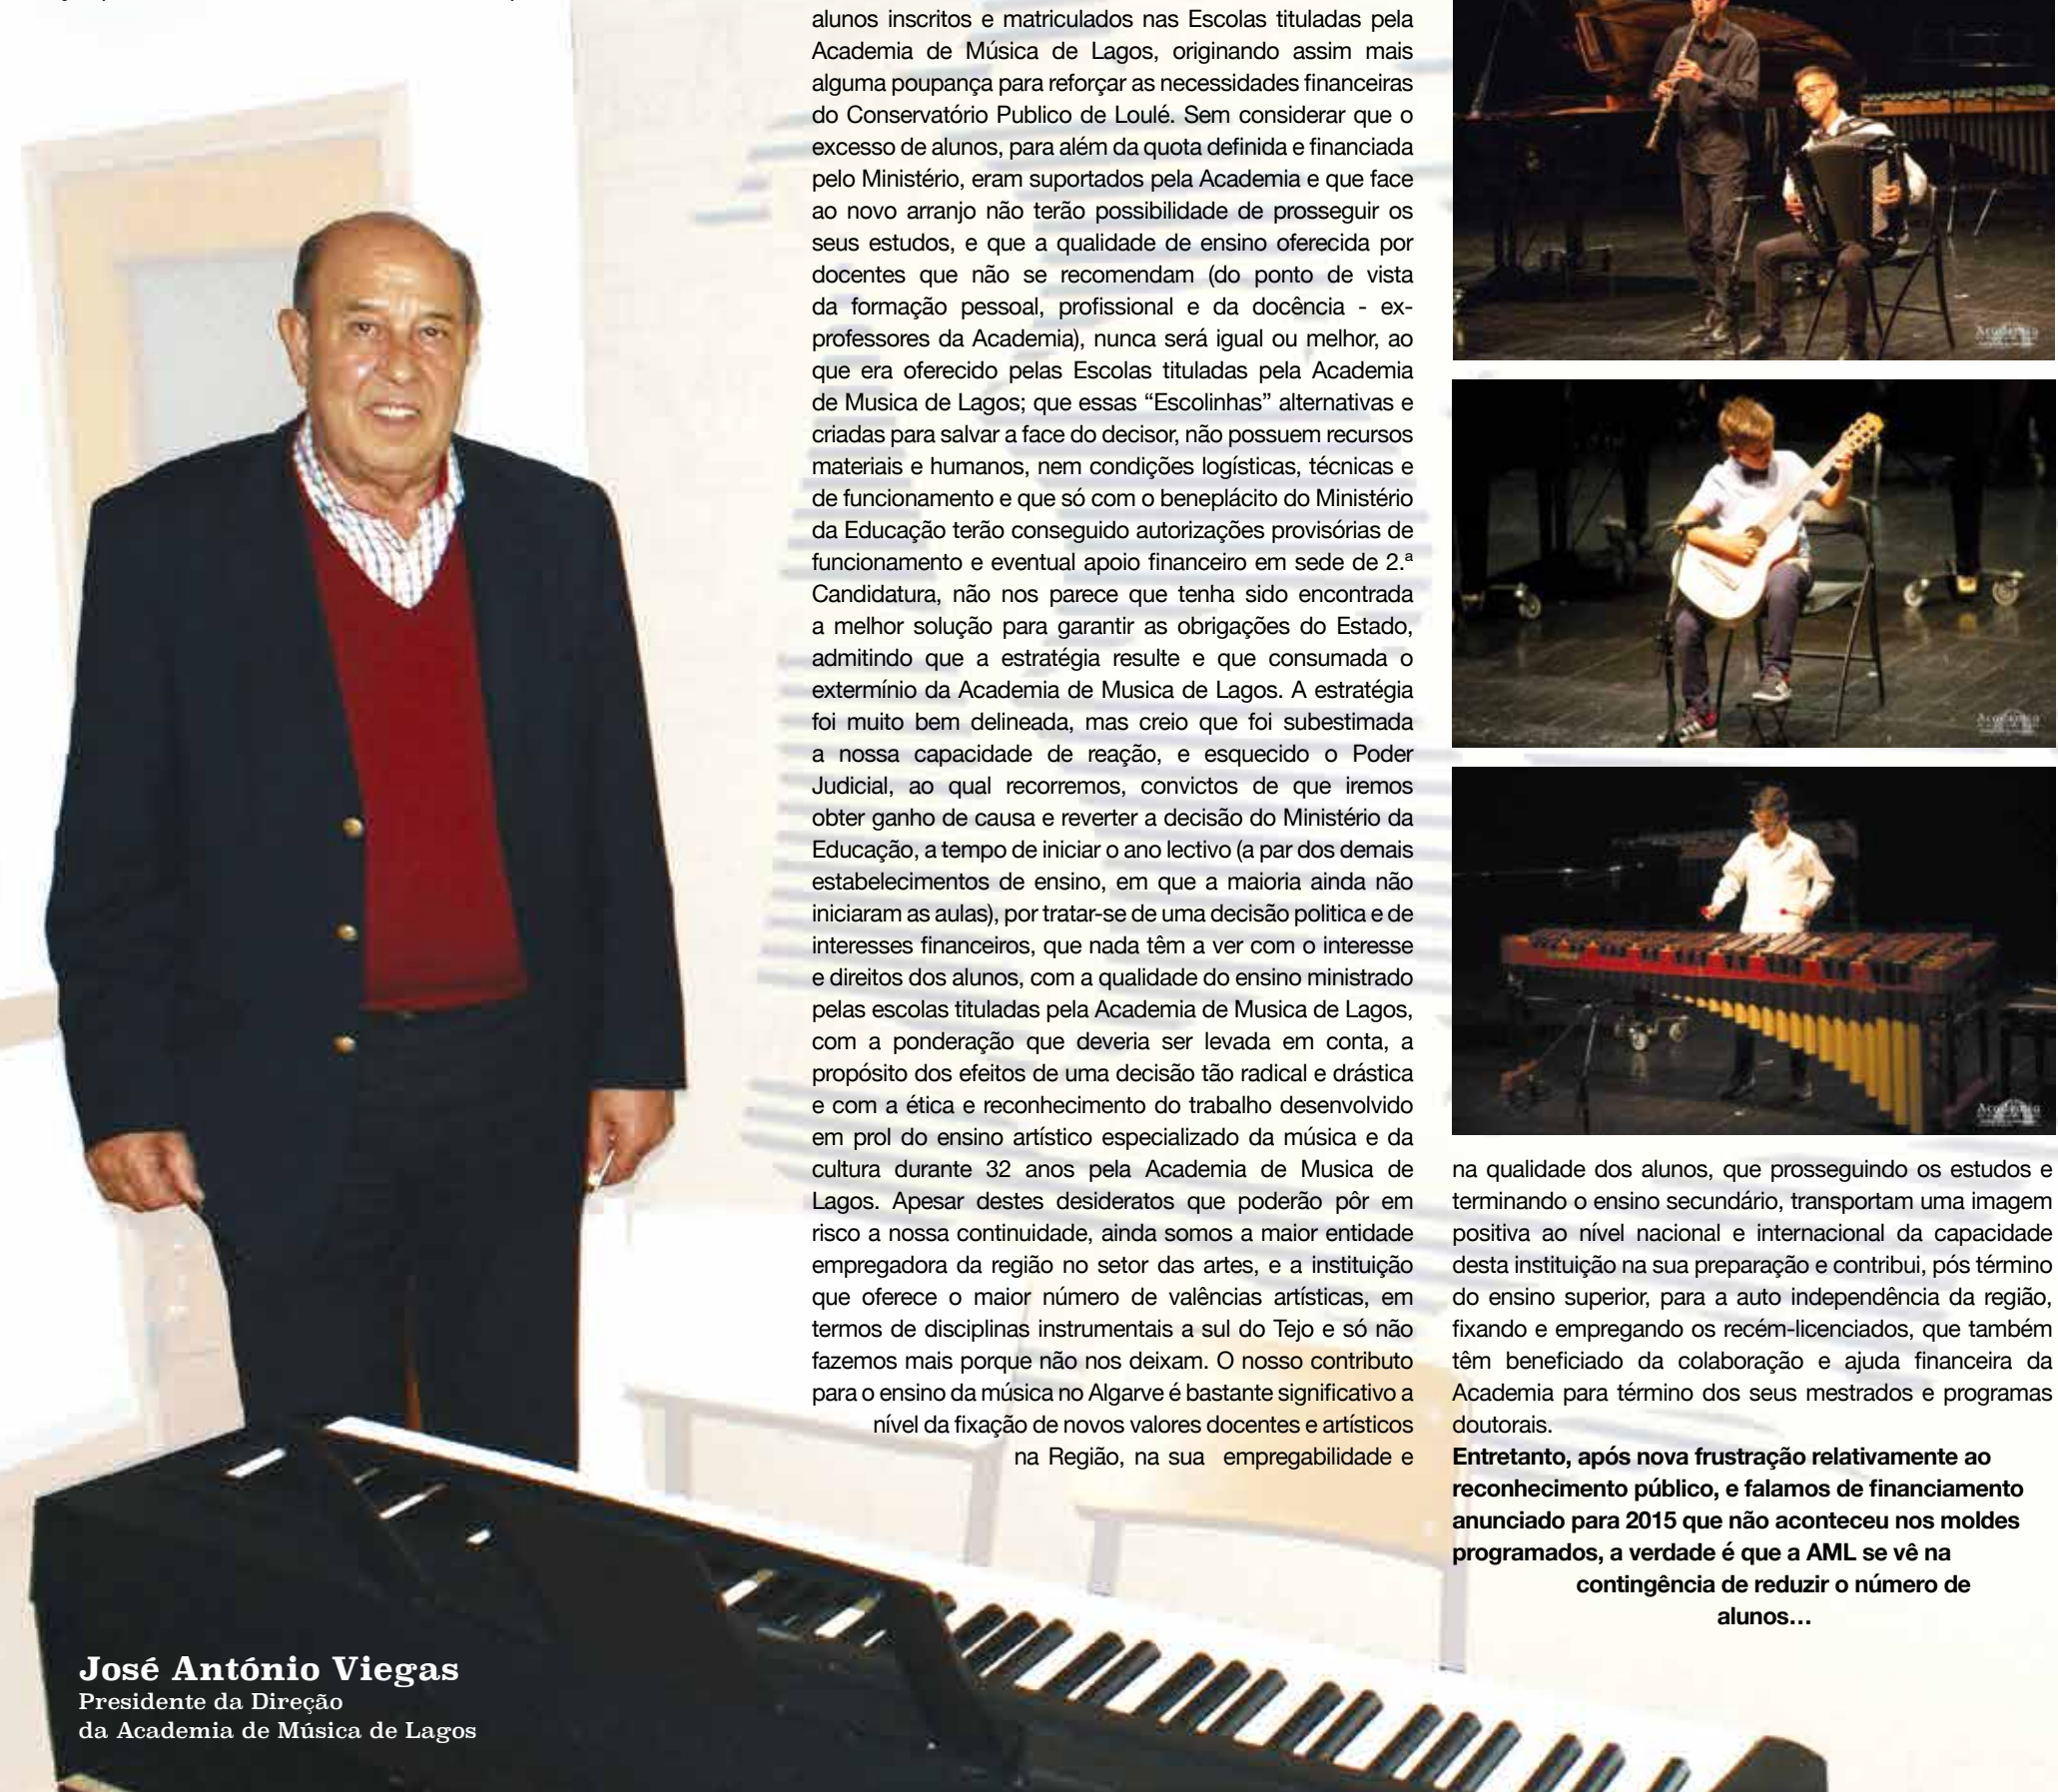 alunos inscritos e matriculados nas Escolas tituladas pela
Academia de Música de Lagos, originando assim mais
alguma poupança para reforçar as necessidades financeiras
do Conservatório Publico de Loulé. Sem considerar que o
excesso de alunos, para além da quota definida e financiada
pelo Ministério, eram suportados pela Academia e que face
ao novo arranjo não terão possibilidade de prosseguir os
seus estudos, e que a qualidade de ensino oferecida por
docentes que não se recomendam (do ponto de vista
da formação pessoal, profissional e da docência - ex-
professores da Academia), nunca será igual ou melhor, ao
que era oferecido pelas Escolas tituladas pela Academia
de Musica de Lagos; que essas “Escolinhas” alternativas e
criadas para salvar a face do decisor, não possuem recursos
materiais e humanos, nem condições logísticas, técnicas e
de funcionamento e que só com o beneplácito do Ministério
da Educação terão conseguido autorizações provisórias de
funcionamento e eventual apoio financeiro em sede de 2.ª
Candidatura, não nos parece que tenha sido encontrada
a melhor solução para garantir as obrigações do Estado,
admitindo que a estratégia resulte e que consumada o
extermínio da Academia de Musica de Lagos. A estratégia
foi muito bem delineada, mas creio que foi subestimada
a nossa capacidade de reação, e esquecido o Poder
Judicial, ao qual recorremos, convictos de que iremos
obter ganho de causa e reverter a decisão do Ministério da
Educação, a tempo de iniciar o ano lectivo (a par dos demais
estabelecimentos de ensino, em que a maioria ainda não
iniciaram as aulas), por tratar-se de uma decisão politica e de
interesses financeiros, que nada têm a ver com o interesse
e direitos dos alunos, com a qualidade do ensino ministrado
pelas escolas tituladas pela Academia de Musica de Lagos,
com a ponderação que deveria ser levada em conta, a
propósito dos efeitos de uma decisão tão radical e drástica
e com a ética e reconhecimento do trabalho desenvolvido
em prol do ensino artístico especializado da música e da
cultura durante 32 anos pela Academia de Musica de
Lagos. Apesar destes desideratos que poderão pôr em
risco a nossa continuidade, ainda somos a maior entidade
empregadora da região no setor das artes, e a instituição
que oferece o maior número de valências artísticas, em
termos de disciplinas instrumentais a sul do Tejo e só não
fazemos mais porque não nos deixam. O nosso contributo
para o ensino da música no Algarve é bastante significativo a
nível da fixação de novos valores docentes e artísticos
na Região, na sua empregabilidade e
Academia
Academia
Academia
na qualidade dos alunos, que prosseguindo os estudos e
terminando o ensino secundário, transportam uma imagem
positiva ao nível nacional e internacional da capacidade
desta instituição na sua preparação e contribui, pós término
do ensino superior, para a auto independência da região,
fixando e empregando os recém-licenciados, que também
têm beneficiado da colaboração e ajuda financeira da
Academia para término dos seus mestrados e programas
doutorais.
Entretanto, após nova frustração relativamente ao
reconhecimento público, e falamos de financiamento
anunciado para 2015 que não aconteceu nos moldes
programados, a verdade é que a AML se vê na
contingência de reduzir o número de
alunos…
José António Viegas
Presidente da Direção
da Academia de Música de Lagos